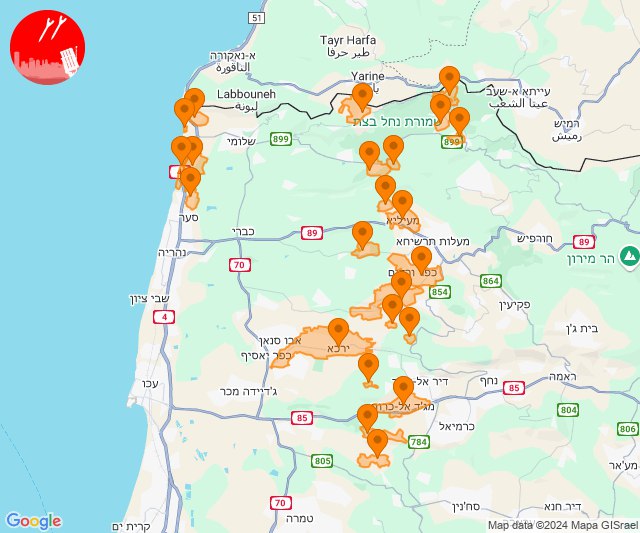 51
Tayr Harfa
طير حرفا
א-נאקורה
الناقورة
Yarine
Labbouneh
لبونة
עייתא א-שעב
عيتا الشعب
שמורת נחל בצת
רמיש
رميش
899
שלומי
899
4
מעיליא
סער
כברי
89
מעלות תרשיחא
חורפיש
89
נהריה
הר מירון
70
כפר ורדים
864
854
שבי ציון
פקיעין
4
אבו סנאן
ירכא
בית ג'ן
כפר יאסיף
עכו
ג'דיידה מכר
דיר אל-
נחף
ראמה
85
מג'ד אל-כרום
804
85
כרמיאל
784
806
805
מע'אר
70
סח'נין
דיר חנא
טמרה
קרית ים
Google
Map data ©2024 Mapa GISrael